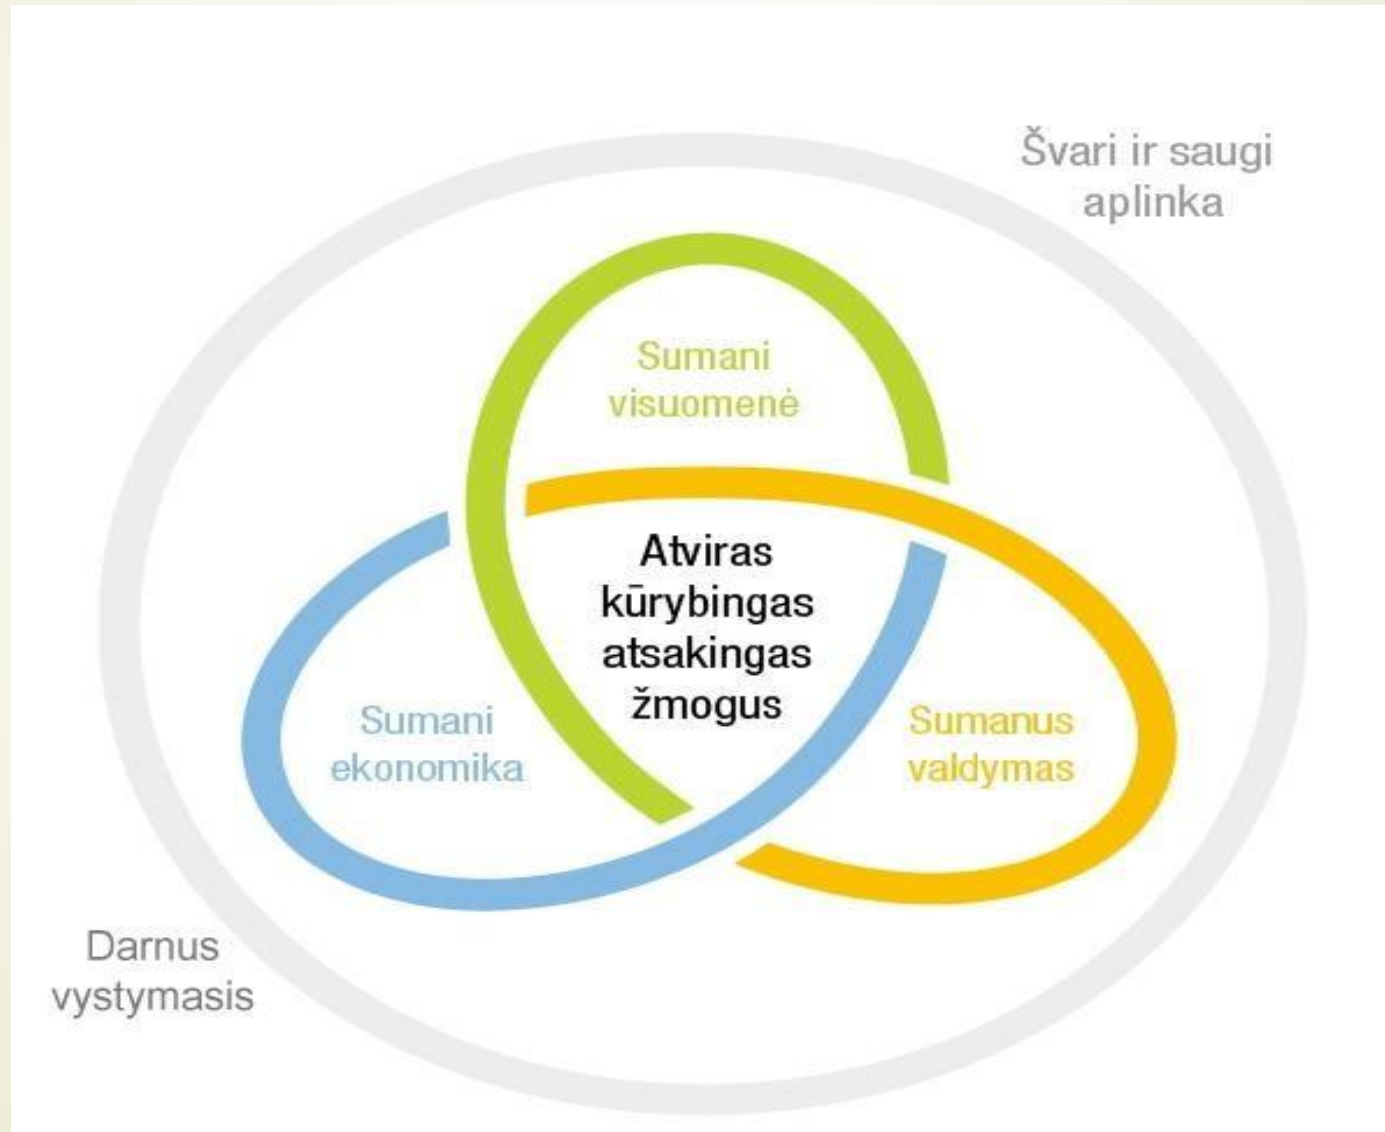 Švari ir saugi
aplinka
Sumani
visuomenė
Atviras
kūrybingas
atsakingas
žmogus
Sumani
ekonomika
Sumanus
valdymas
Darnus
vystymasis